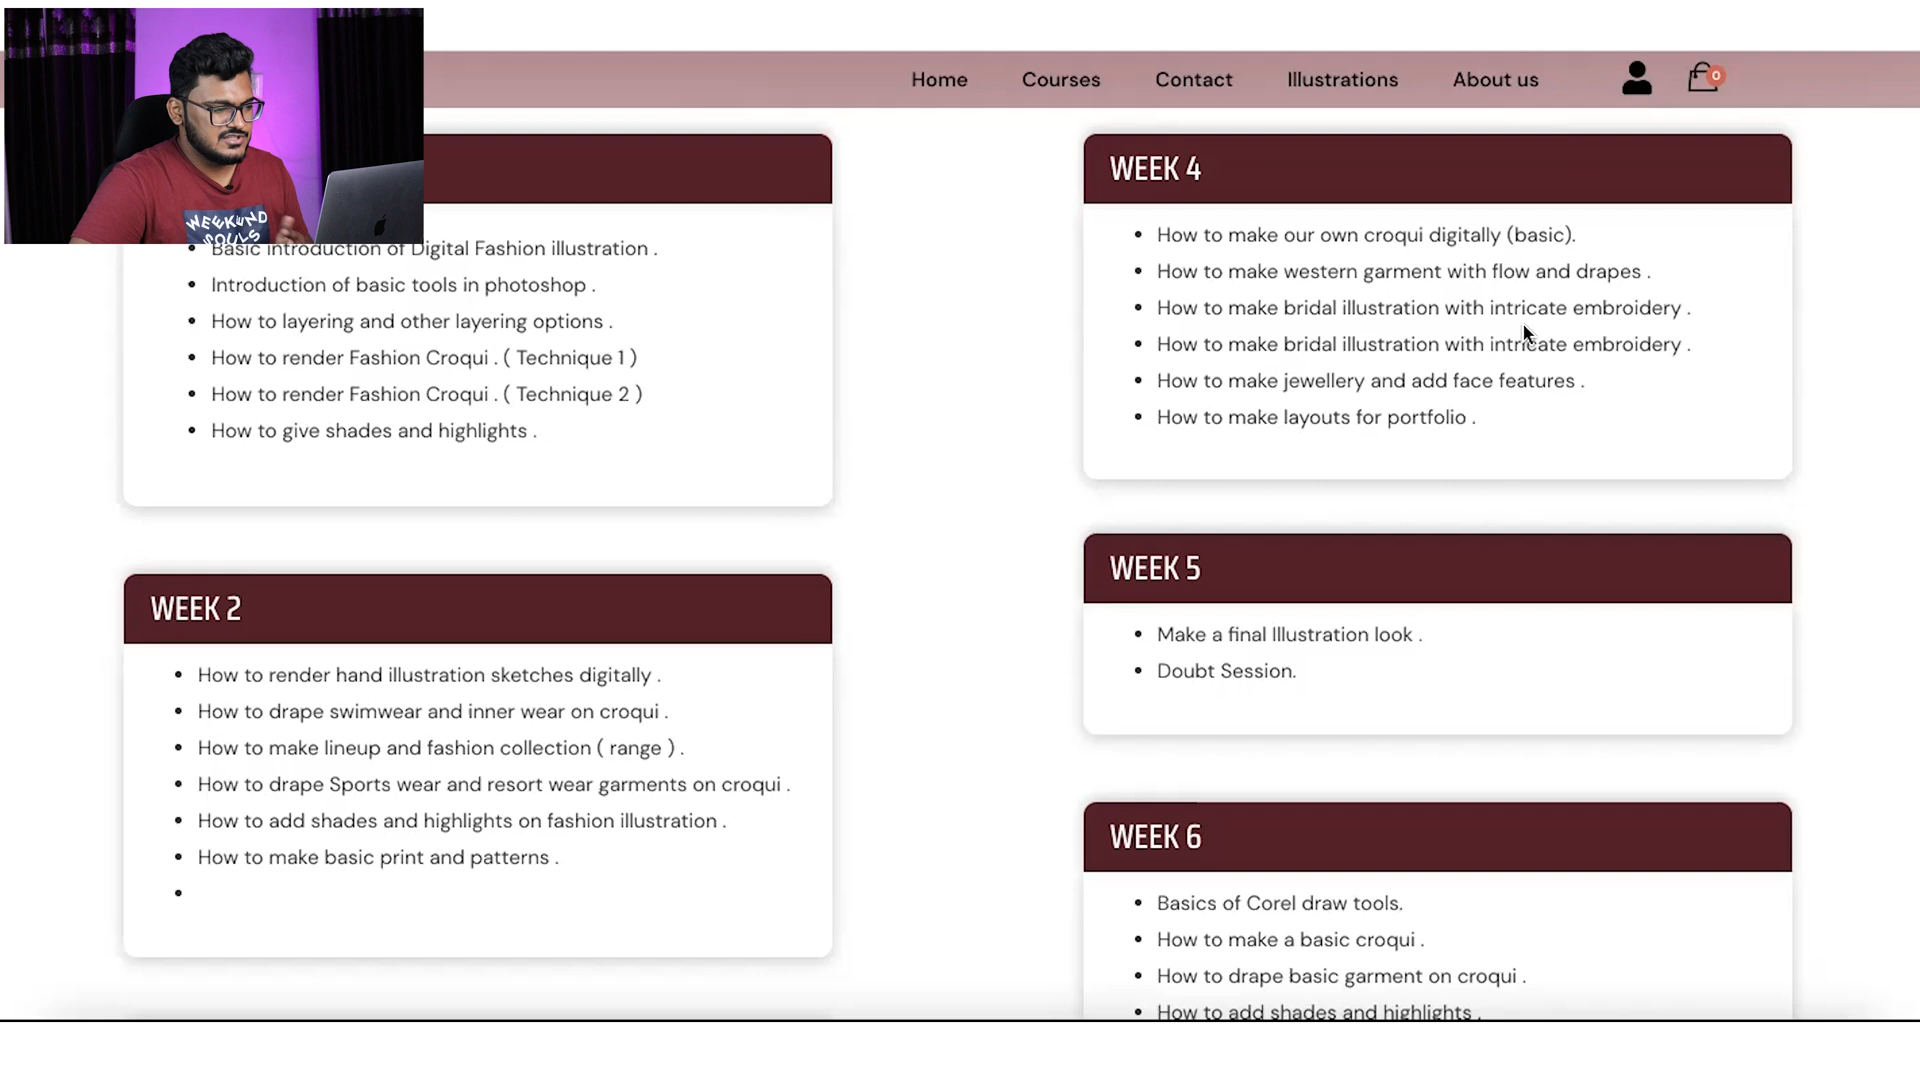 Home
Courses
Contact
Illustrations
About us
0
WEEKEND
SOULS
Basic introduction of Digital Fashion illustration .
Introduction of basic tools in photoshop .
How to layering and other layering options .
How to render Fashion Croqui . ( Technique 1 )
How to render Fashion Croqui . ( Technique 2 )
How to give shades and highlights .
WEEK 2
How to render hand illustration sketches digitally .
How to drape swimwear and inner wear on croqui .
How to make lineup and fashion collection ( range ) .
How to drape Sports wear and resort wear garments on croqui .
How to add shades and highlights on fashion illustration .
How to make basic print and patterns .
WEEK 4
How to make our own croqui digitally (basic).
How to make western garment with flow and drapes .
How to make bridal illustration with intricate embroidery .
How to make bridal illustration with intricate embroidery .
How to make jewellery and add face features .
How to make layouts for portfolio .
WEEK 5
Make a final Illustration look .
Doubt Session.
WEEK 6
Basics of Corel draw tools.
How to make a basic croqui .
How to drape basic garment on croqui .
How to add shades and highlights .